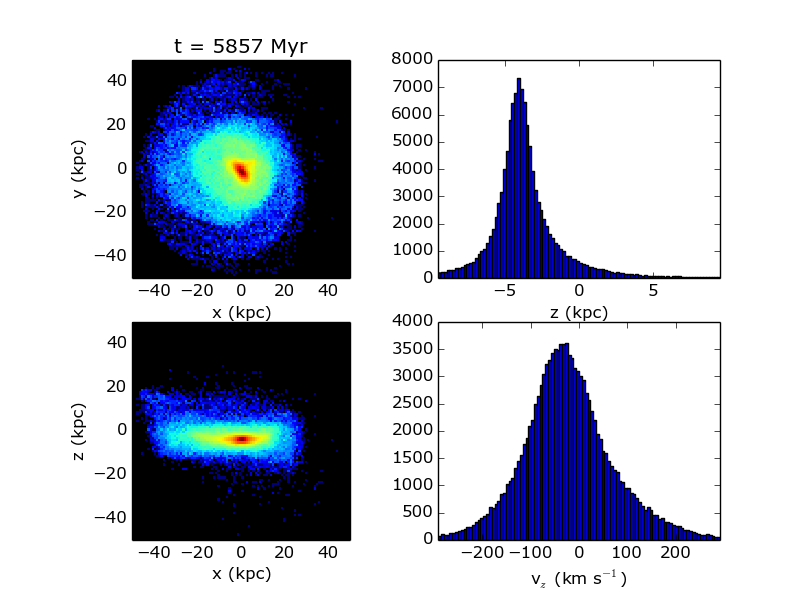 t = 5857 Myr
40
20
0
−20
−40
y (kpc)
−40 −20 0 20 40
x (kpc)
8000
7000
6000
5000
4000
3000
2000
1000
0
−5 0 5
z (kpc)
40
20
0
−20
−40
z (kpc)
−40 −20 0 20 40
x (kpc)
4000
3500
3000
2500
2000
1500
1000
500
0
−200 −100 0 100 200
v_z (km s⁻¹)